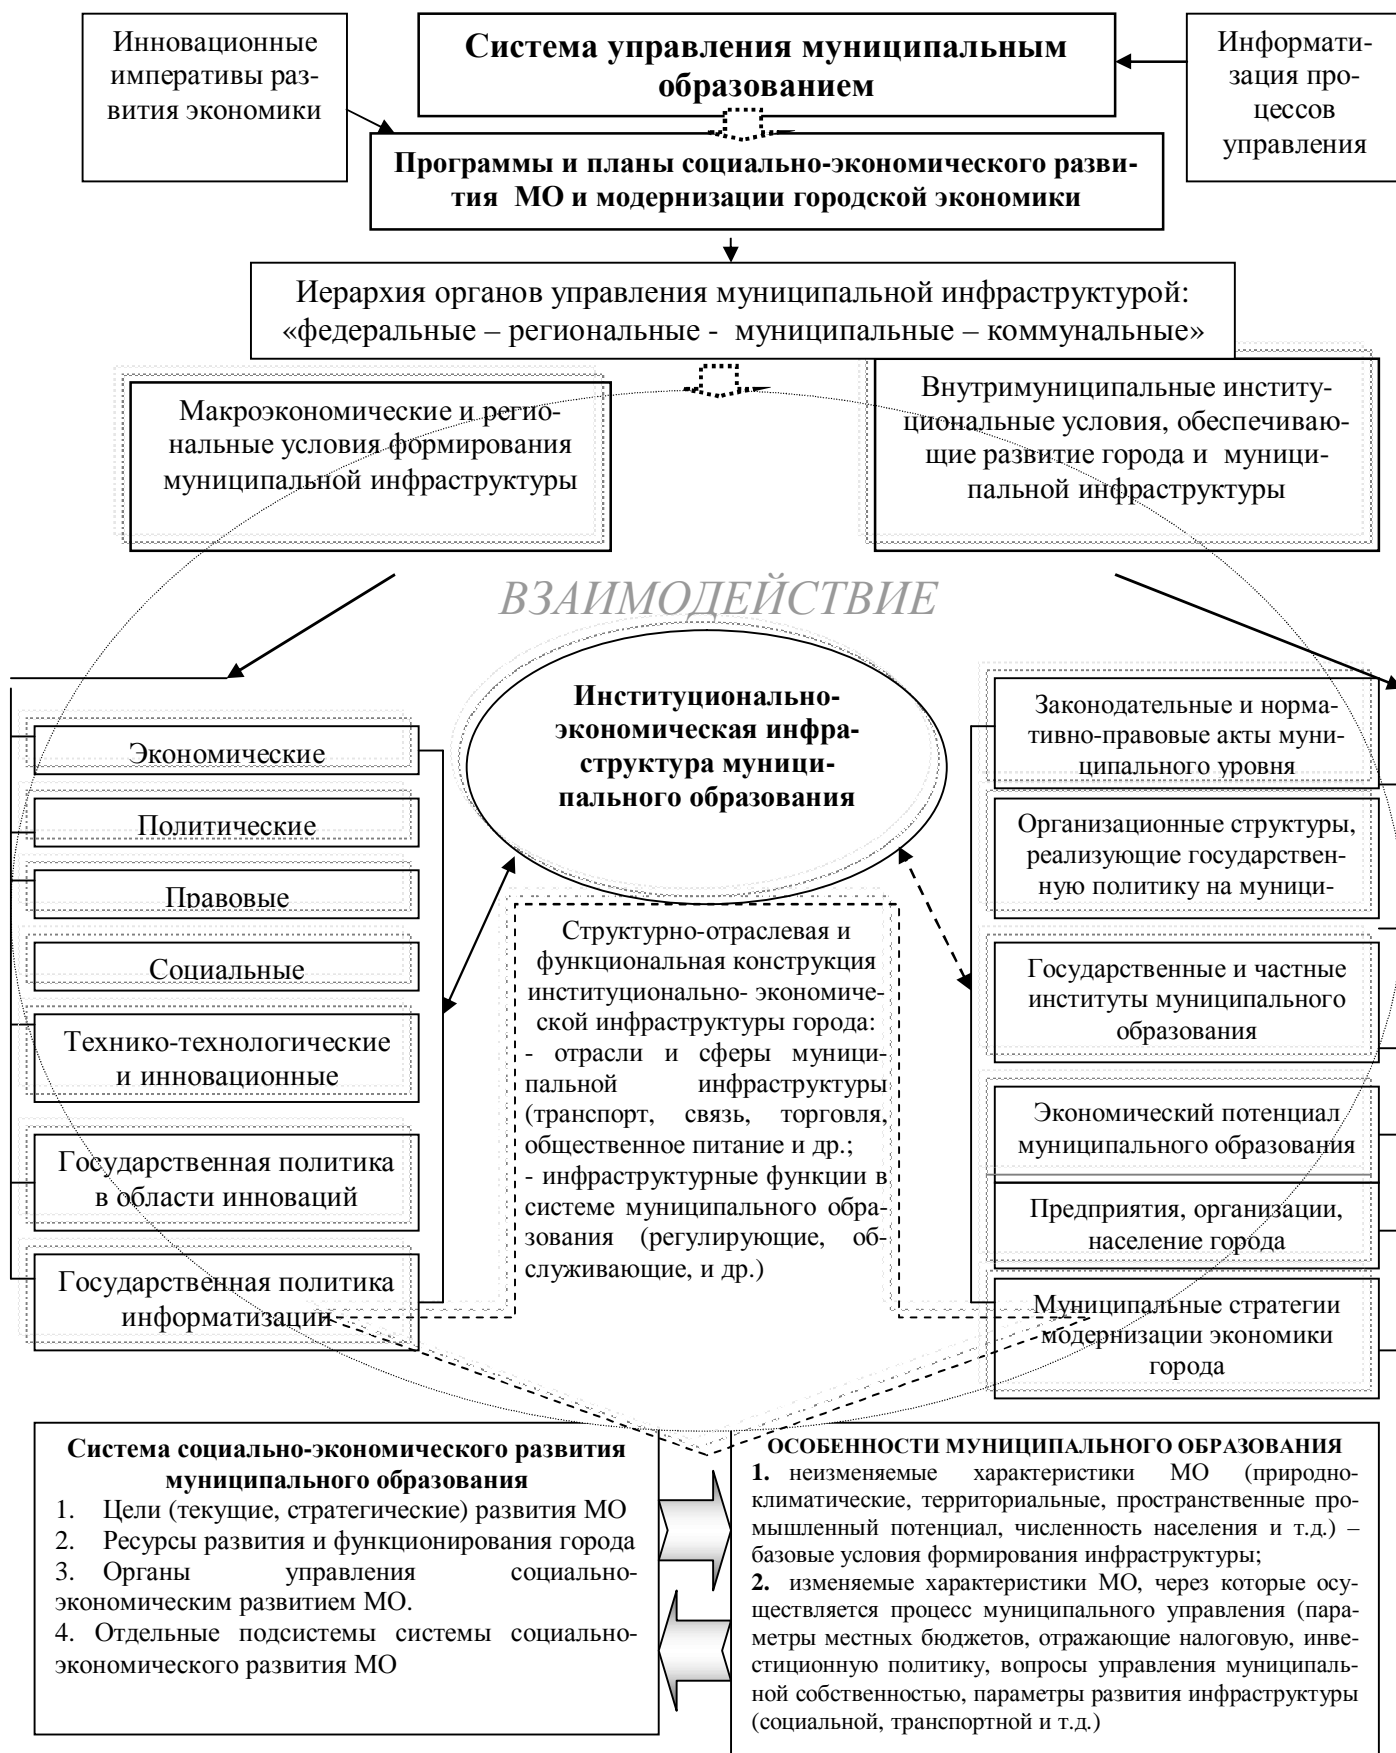 Инновационные
императивы раз-
вития экономики
Система управления муниципальным
образованием
Информати-
зация про-
цессов
управления
Программы и планы социально-экономического разви-
тия МО и модернизации городской экономики
Иерархия органов управления муниципальной инфраструктурой:
«федеральные – региональные - муниципальные – коммунальные»
Макроэкономические и регио-
нальные условия формирования
муниципальной инфраструктуры
Внутримуниципальные институ-
циональные условия, обеспечиваю-
щие развитие города и муници-
пальной инфраструктуры
ВЗАИМОДЕЙСТВИЕ
Экономические
Политические
Правовые
Социальные
Технико-технологические
и инновационные
Государственная политика
в области инноваций
Государственная политика
информатизации
Институционально-
экономическая инфра-
структура муници-
пального образования
Структурно-отраслевая и
функциональная конструкция
институционально- экономиче-
ской инфраструктуры города:
- отрасли и сферы муници-
пальной инфраструктуры
(транспорт, связь, торговля,
общественное питание и др.;
- инфраструктурные функции в
системе муниципального обра-
зования (регулирующие, об-
служивающие, и др.)
Законодательные и норма-
тивно-правовые акты муни-
ципального уровня
Организационные структуры,
реализующие государствен-
ную политику на муници-
Государственные и частные
институты муниципального
образования
Экономический потенциал
муниципального образования
Предприятия, организации,
население города
Муниципальные стратегии
модернизации экономики
города
Система социально-экономического развития
муниципального образования
1. Цели (текущие, стратегические) развития МО
2. Ресурсы развития и функционирования города
3. Органы управления социально-
экономическим развитием МО.
4. Отдельные подсистемы системы социально-
экономического развития МО
ОСОБЕННОСТИ МУНИЦИПАЛЬНОГО ОБРАЗОВАНИЯ
1. неизменяемые характеристики МО (природно-
климатические, территориальные, пространственные про-
мышленный потенциал, численность населения и т.д.) –
базовые условия формирования инфраструктуры;
2. изменяемые характеристики МО, через которые осу-
ществляется процесс муниципального управления (пара-
метры местных бюджетов, отражающие налоговую, инве-
стиционную политику, вопросы управления муниципаль-
ной собственностью, параметры развития инфраструктуры
(социальной, транспортной и т.д.)